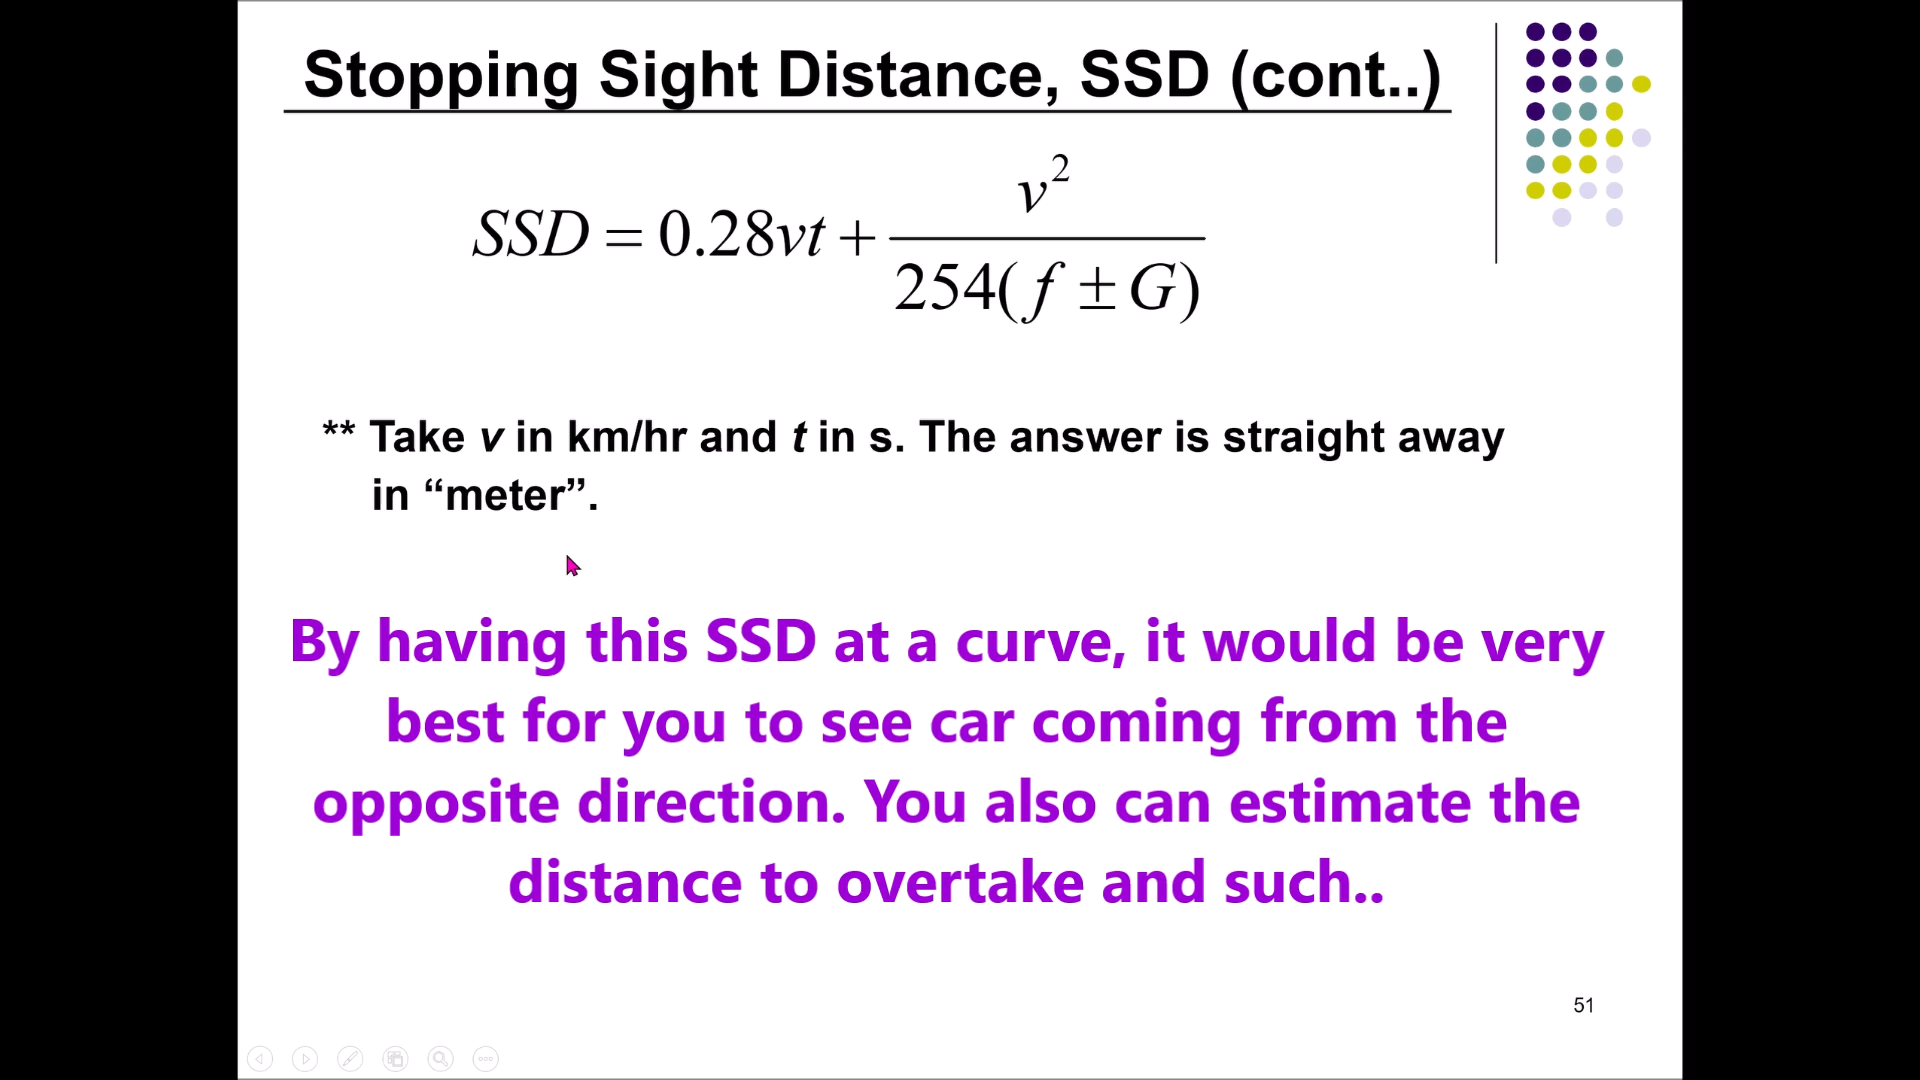 Stopping Sight Distance, SSD (cont..)
SSD = 0.28vt + v² / 254(f ± G)
** Take v in km/hr and t in s. The answer is straight away
in “meter”.
By having this SSD at a curve, it would be very
best for you to see car coming from the
opposite direction. You also can estimate the
distance to overtake and such..
51